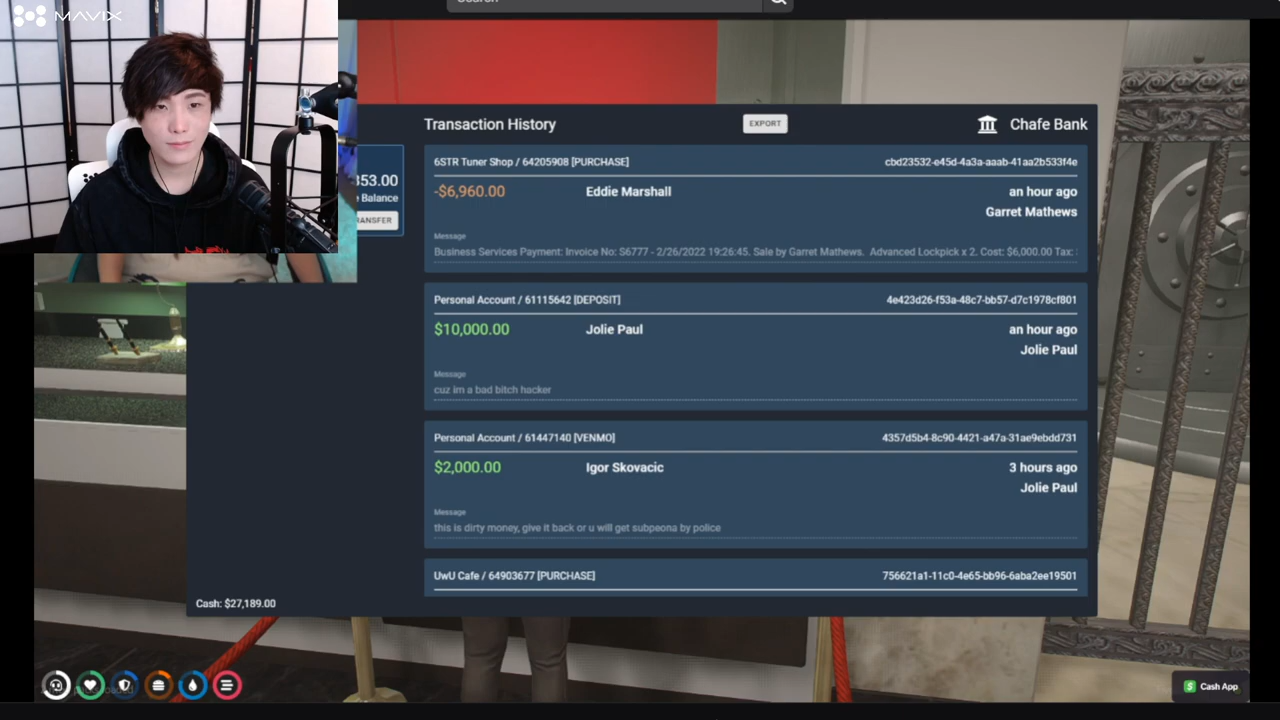 MAVIX
Search
Transaction History
EXPORT
Chafe Bank
353.00
Balance
6STR Tuner Shop / 64205908 [PURCHASE]
cbd23532-e45d-4a3a-aaab-41aa2b533f4e
-$6,960.00
Eddie Marshall
an hour ago
Garret Mathews
Message
Business Services Payment: Invoice No: S6777 - 2/26/2022 19:26:45. Sale by Garret Mathews. Advanced Lockpick x 2. Cost: $6,000.00 Tax:
Personal Account / 61115642 [DEPOSIT]
4e423d26-f53a-48c7-bb57-d7c1978cf801
$10,000.00
Jolie Paul
an hour ago
Jolie Paul
Message
cuz im a bad bitch hacker
Personal Account / 61447140 [VENMO]
4357d5b4-8c90-4421-a47a-31ae9ebdd731
$2,000.00
Igor Skovacic
3 hours ago
Jolie Paul
Message
this is dirty money, give it back or u will get subpeona by police
UwU Cafe / 64903677 [PURCHASE]
756621a1-11c0-4e65-bb96-6aba2ee19501
Cash: $27,189.00
$ Cash App